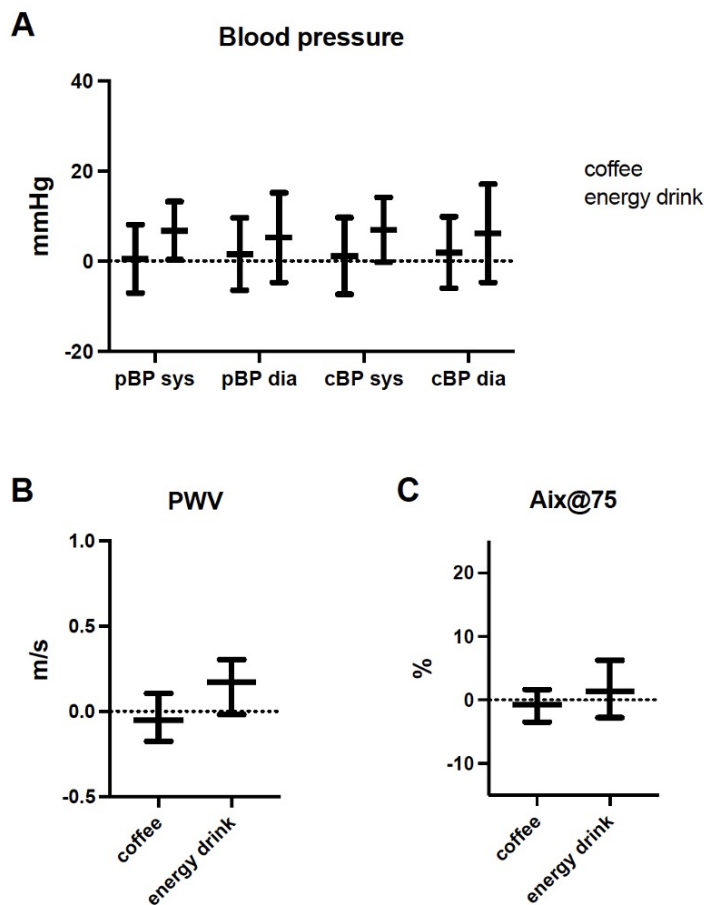 A
Blood pressure
40
20
0
-20
mmHg
coffee
energy drink
pBP sys pBP dia cBP sys cBP dia
B
PWV
1.0
0.5
0.0
-0.5
m/s
coffee
energy drink
C
Aix@75
20
10
0
-10
%
coffee
energy drink